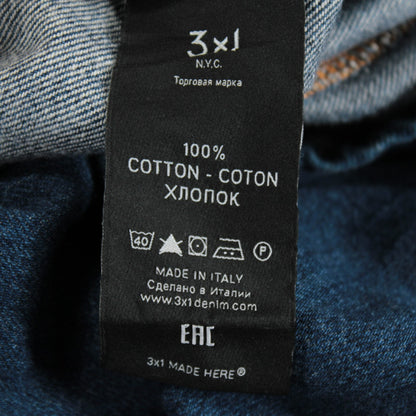 3x1
N.Y.C.
Торговая марка
100%
COTTON - COTON
ХЛОПОК
40 P
MADE IN ITALY
Сделано в Италии
www.3x1denim.com
EAC
3x1 MADE HERE®